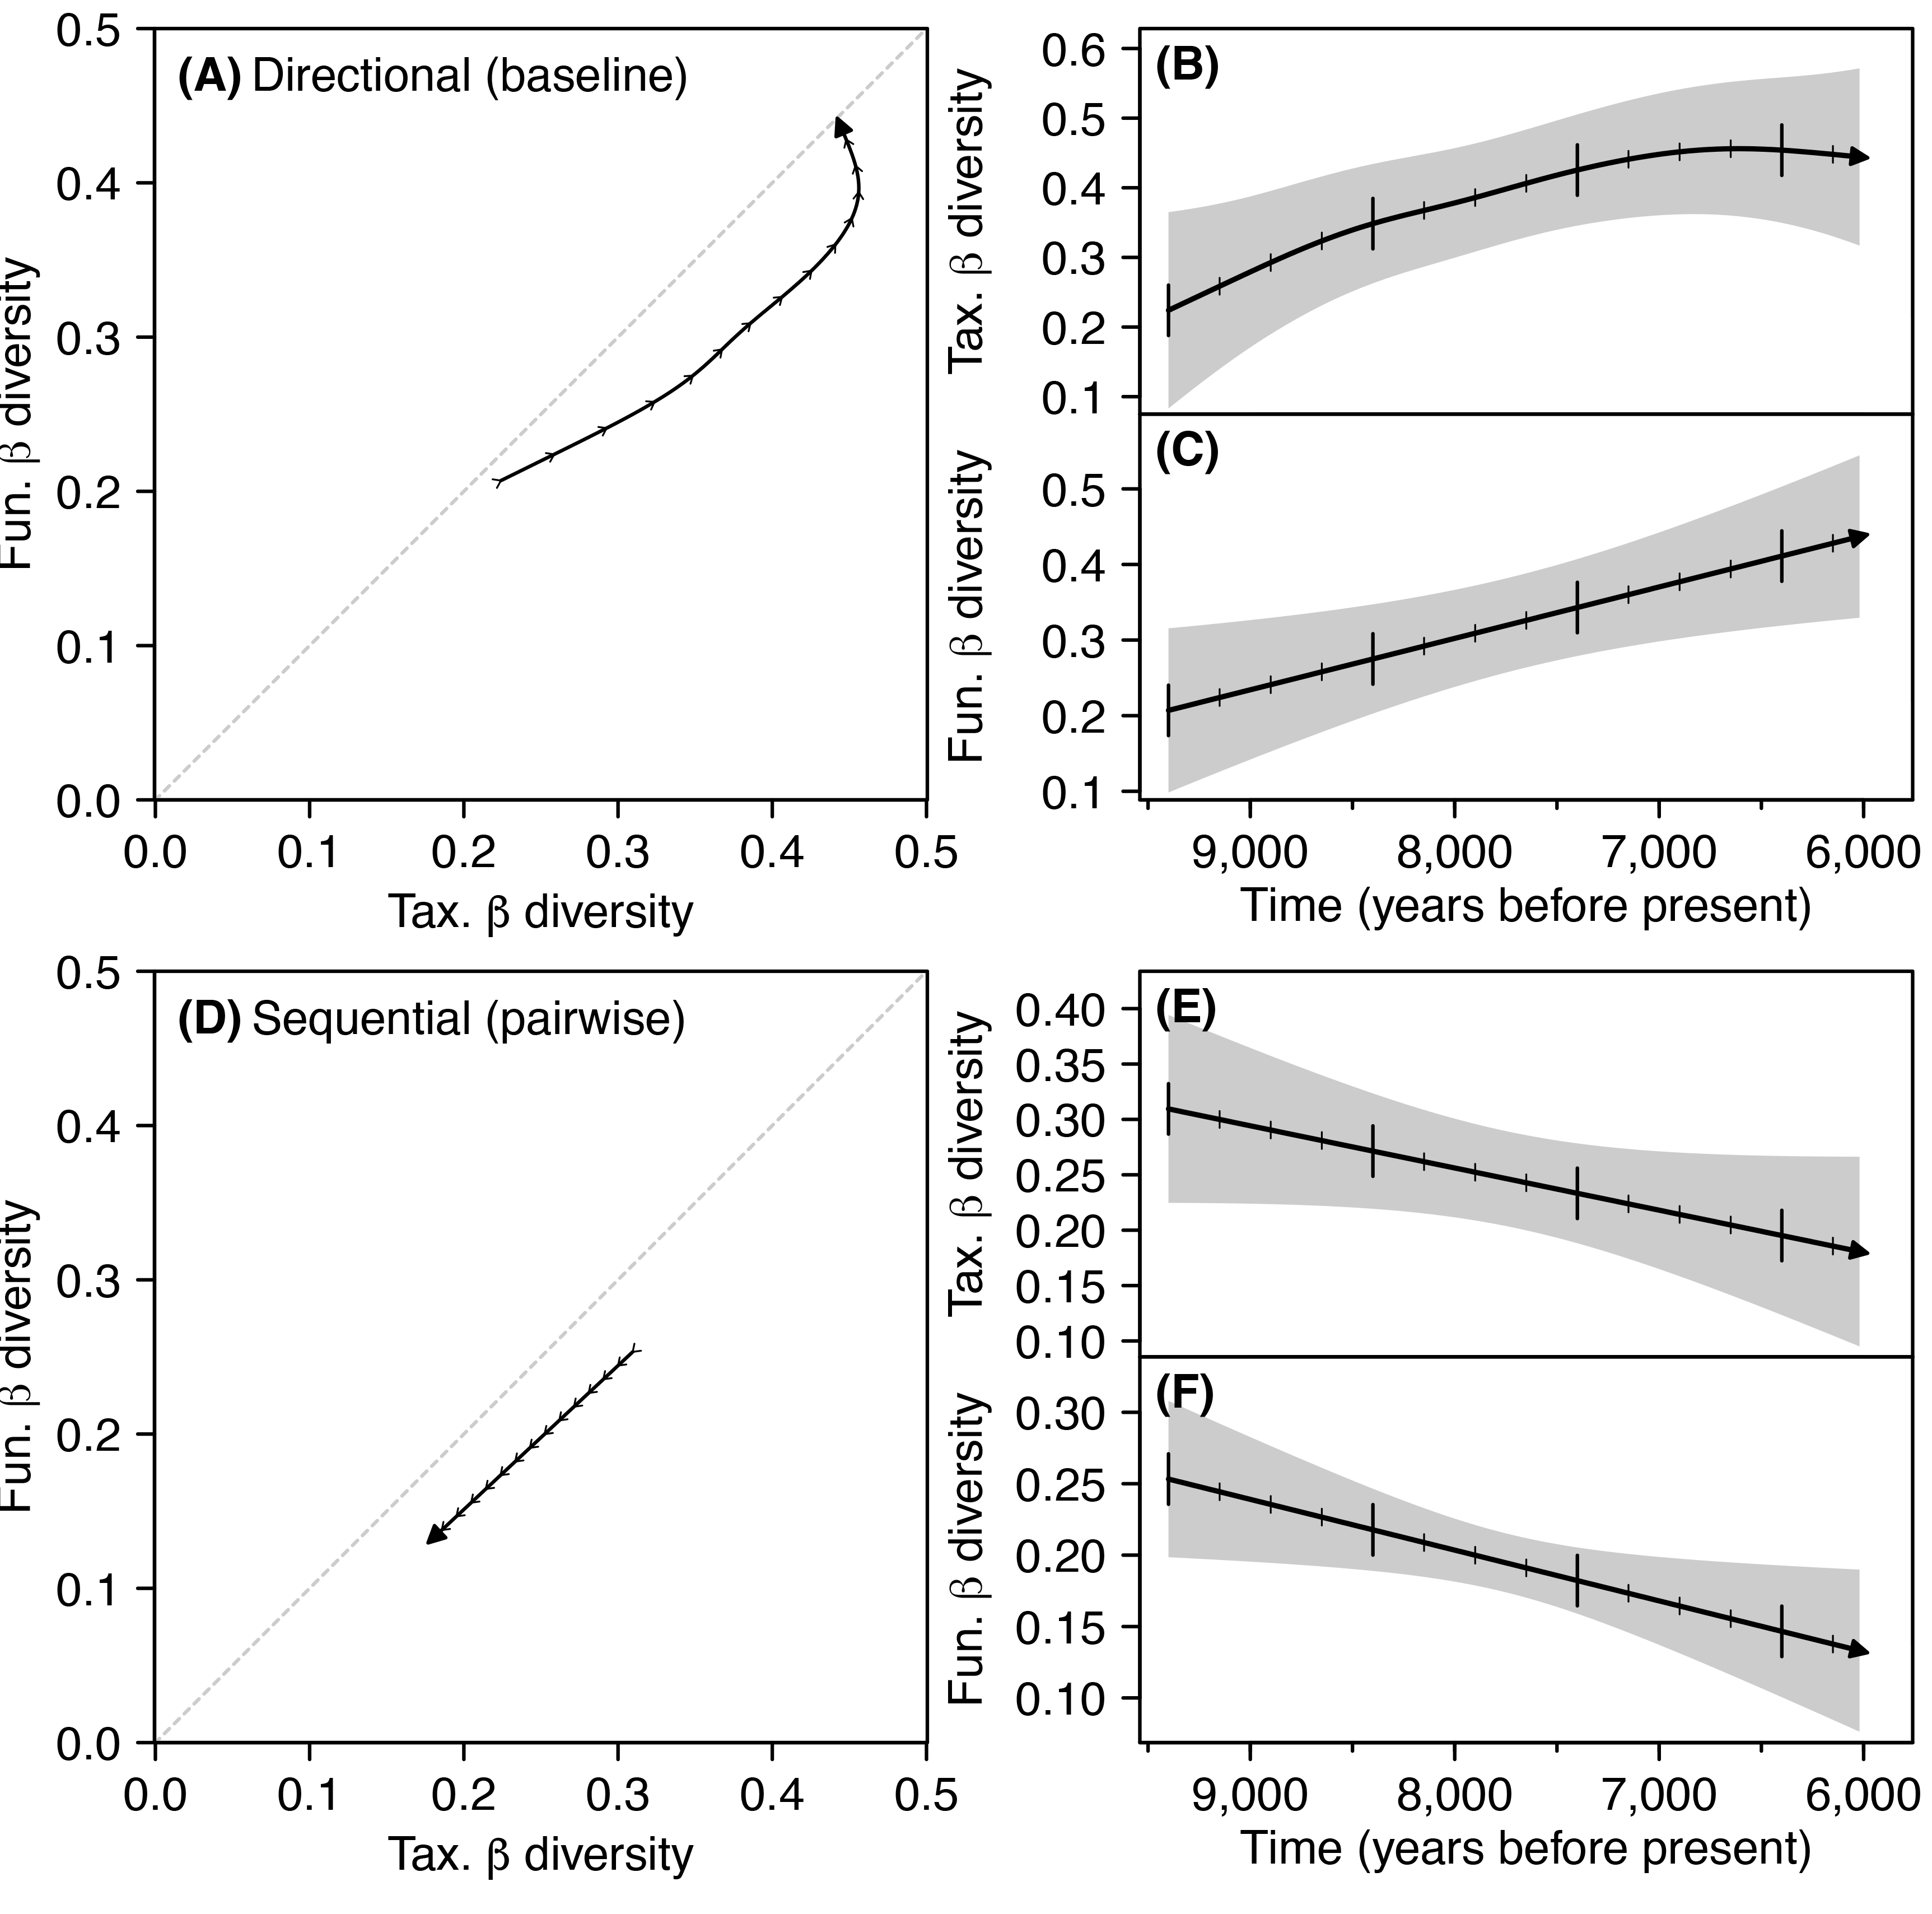 (A) Directional (baseline)
0.5
0.4
0.3
0.2
0.1
0.0
Fun. β diversity
0.0 0.1 0.2 0.3 0.4 0.5
Tax. β diversity
(B)
0.6
0.5
0.4
0.3
0.2
0.1
Tax. β diversity
(C)
0.5
0.4
0.3
0.2
0.1
Fun. β diversity
9,000 8,000 7,000 6,000
Time (years before present)
(D) Sequential (pairwise)
0.5
0.4
0.3
0.2
0.1
0.0
Fun. β diversity
0.0 0.1 0.2 0.3 0.4 0.5
Tax. β diversity
(E)
0.40
0.35
0.30
0.25
0.20
0.15
0.10
Tax. β diversity
(F)
0.30
0.25
0.20
0.15
0.10
Fun. β diversity
9,000 8,000 7,000 6,000
Time (years before present)